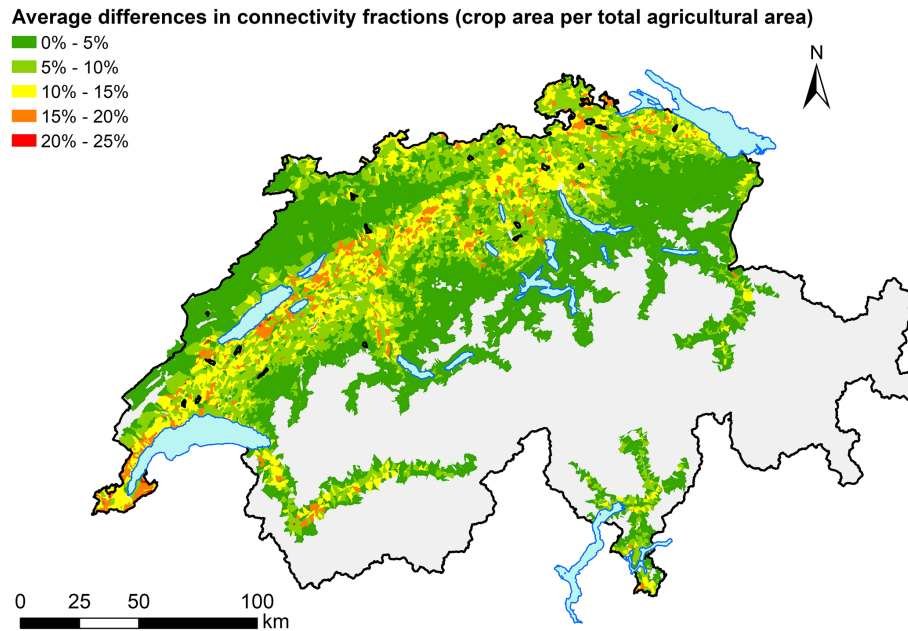 Average differences in connectivity fractions (crop area per total agricultural area)
0% - 5%
5% - 10%
10% - 15%
15% - 20%
20% - 25%
N
0 25 50 100
km